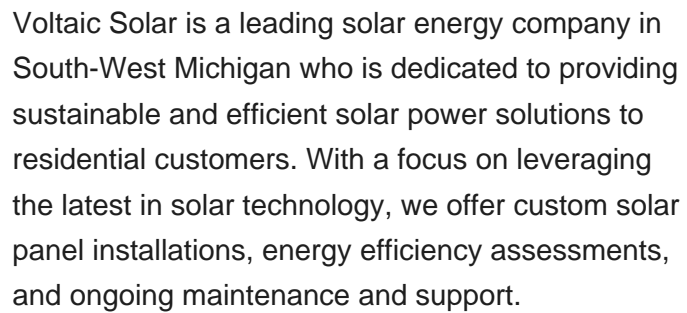 Voltaic Solar is a leading solar energy company in
South-West Michigan who is dedicated to providing
sustainable and efficient solar power solutions to
residential customers. With a focus on leveraging
the latest in solar technology, we offer custom solar
panel installations, energy efficiency assessments,
and ongoing maintenance and support.